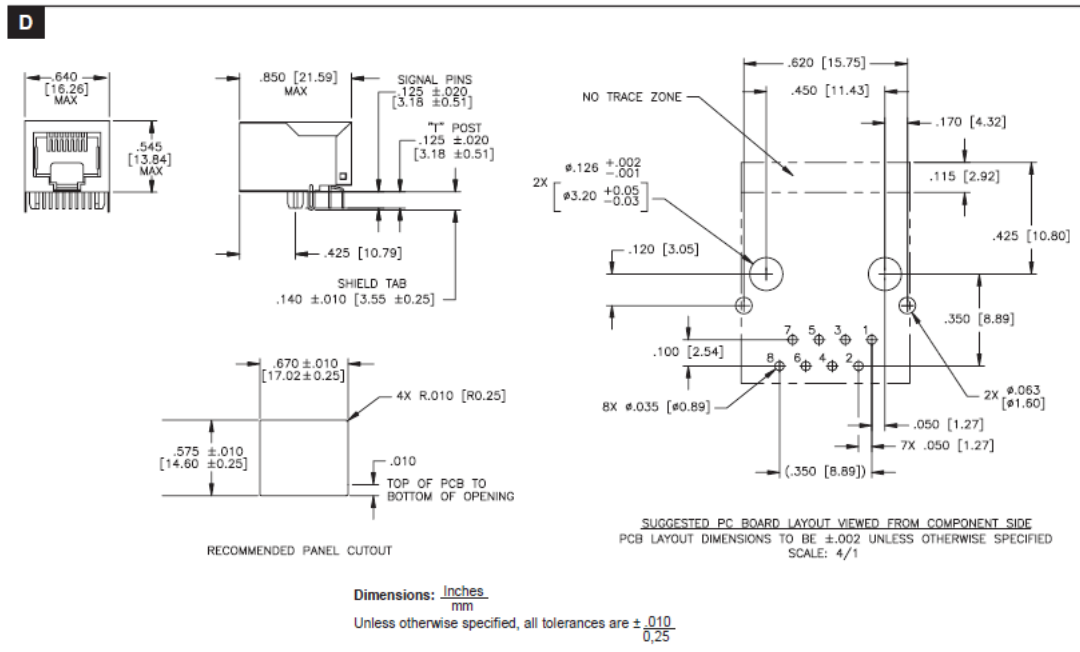 D
.640
[16.26]
MAX
.545
[13.84]
MAX
.850 [21.59]
MAX
SIGNAL PINS
.125 ±.020
[3.18 ±0.51]
"T" POST
.125 ±.020
[3.18 ±0.51]
.425 [10.79]
SHIELD TAB
.140 ±.010 [3.55 ±0.25]
.670 ±.010
[17.02±0.25]
4X R.010 [R0.25]
.575 ±.010
[14.60 ±0.25]
.010
TOP OF PCB TO
BOTTOM OF OPENING
RECOMMENDED PANEL CUTOUT
.620 [15.75]
NO TRACE ZONE
.450 [11.43]
.170 [4.32]
.115 [2.92]
2X ø.126 +.002 -.001
[ø3.20 +0.05 -0.03]
.425 [10.80]
.120 [3.05]
.350 [8.89]
7 5 3 1
.100 [2.54]
8 6 4 2
8X ø.035 [ø0.89]
2X ø.063
[ø1.60]
.050 [1.27]
7X .050 [1.27]
(.350 [8.89])
SUGGESTED PC BOARD LAYOUT VIEWED FROM COMPONENT SIDE
PCB LAYOUT DIMENSIONS TO BE ±.002 UNLESS OTHERWISE SPECIFIED
SCALE: 4/1
Dimensions: Inches
mm
Unless otherwise specified, all tolerances are ± .010
0,25